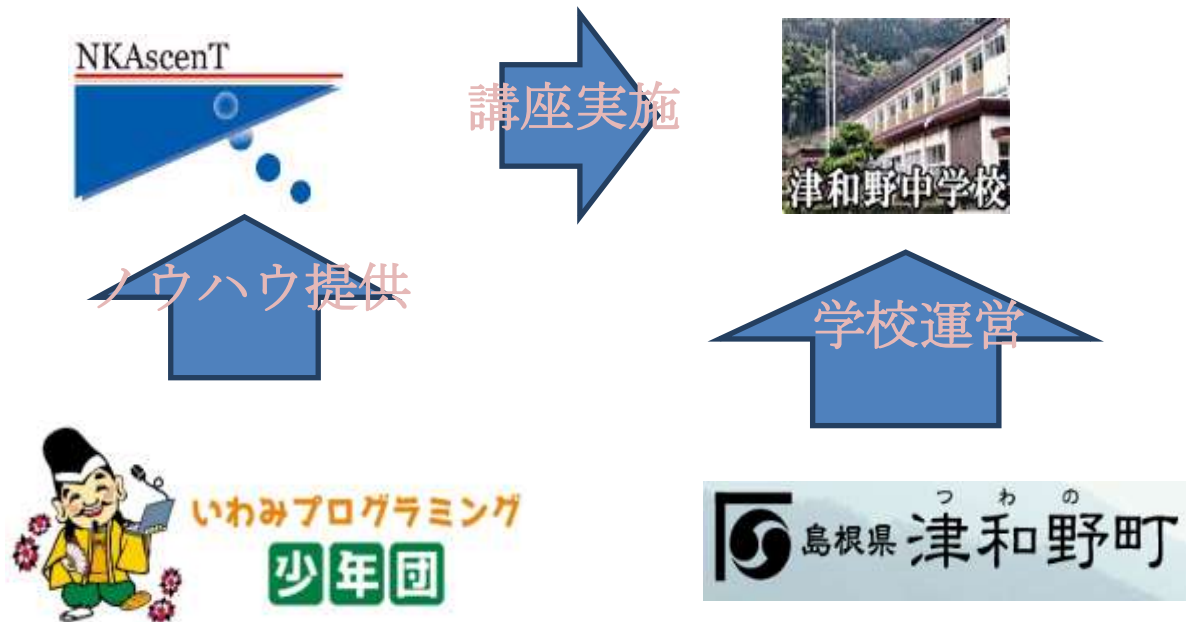 NKAscenT
講座実施
津和野中学校
ノウハウ提供
学校運営
いわみプログラミング
少年団
つわの
島根県 津和野町